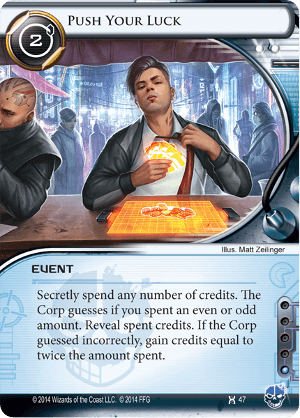 PUSH YOUR LUCK
2
Illus. Matt Zeilinger
EVENT
Secretly spend any number of credits. The
Corp guesses if you spent an even or odd
amount. Reveal spent credits. If the Corp
guessed incorrectly, gain credits equal to
twice the amount spent.
© 2014 Wizards of the Coast LLC. © 2014 FFG
47